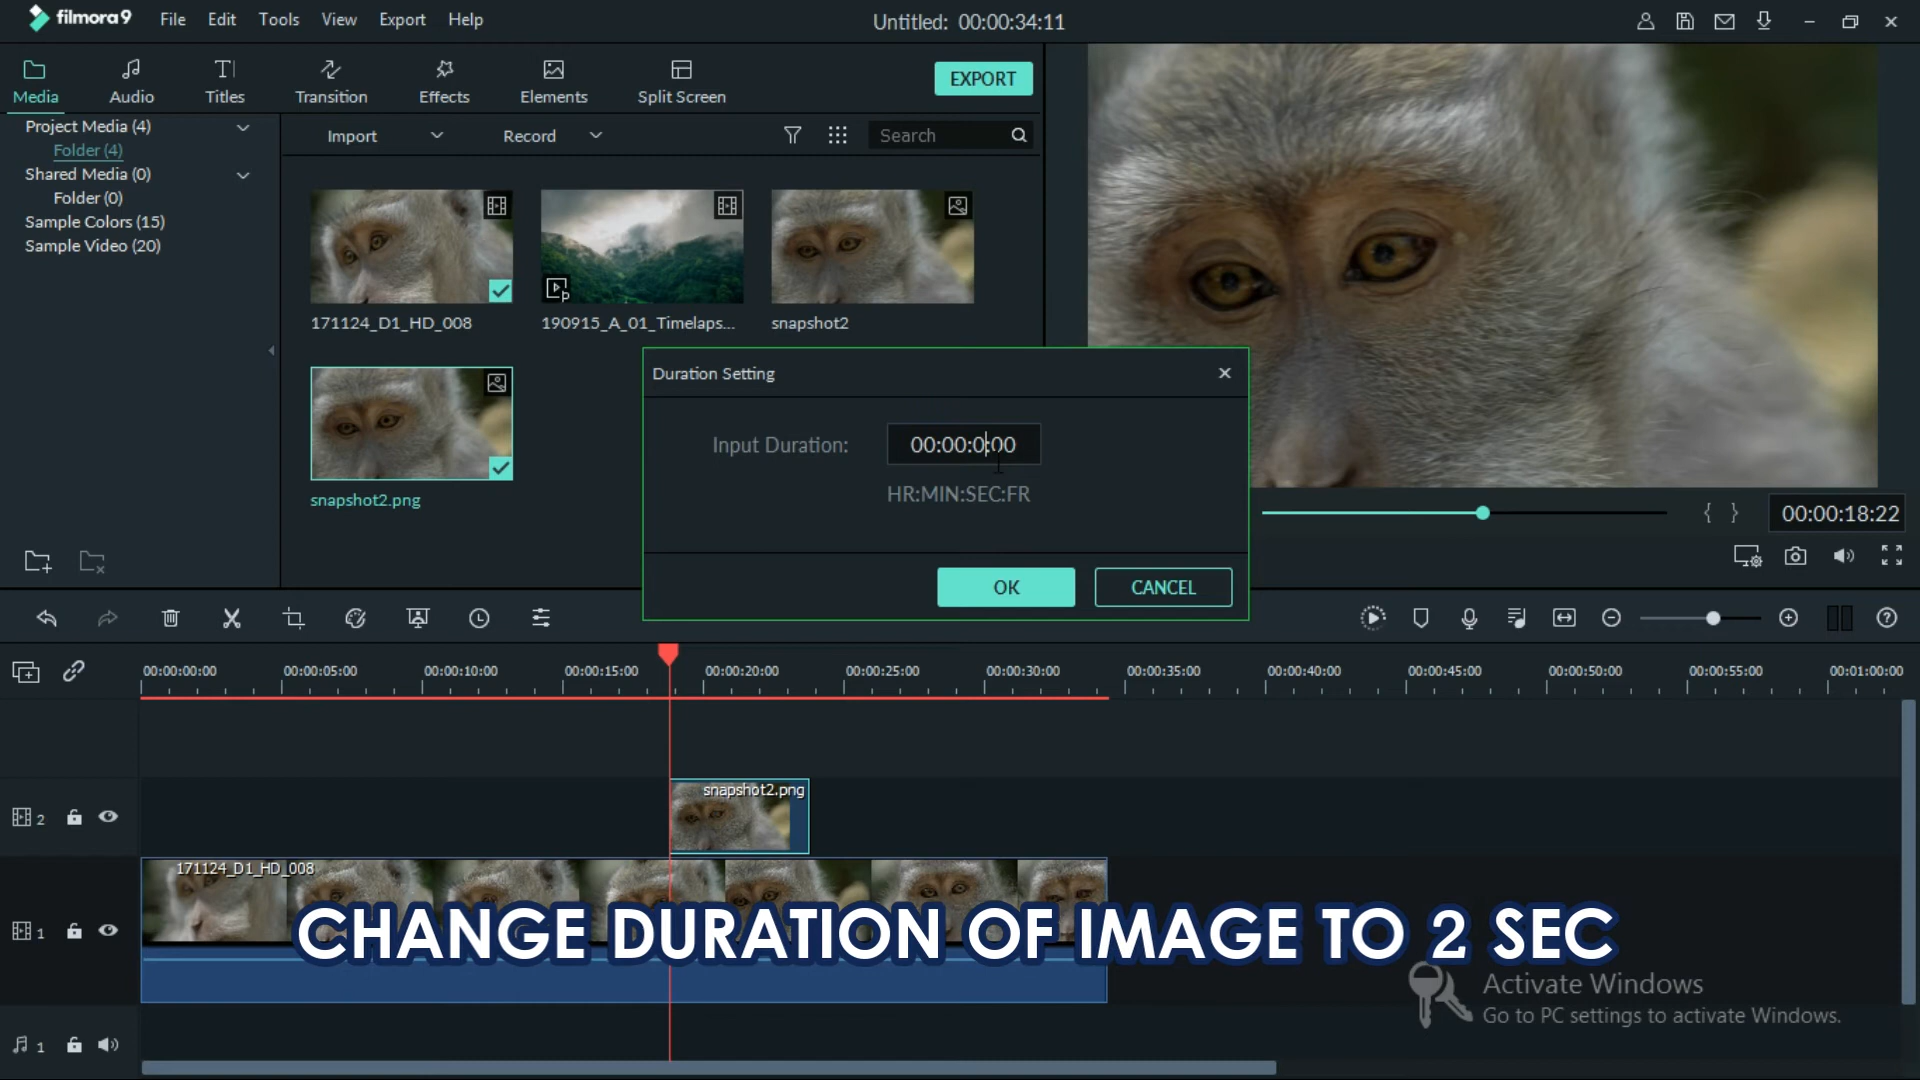 filmora9
File Edit Tools View Export Help
Untitled: 00:00:34:11
Media Audio Titles Transition Effects Elements Split Screen
EXPORT
Project Media (4)
Folder (4)
Shared Media (0)
Folder (0)
Sample Colors (15)
Sample Video (20)
Import Record Search
171124_D1_HD_008
190915_A_01_Timelaps...
snapshot2
snapshot2.png
Duration Setting
Input Duration: 00:00:0:00
HR:MIN:SEC:FR
OK CANCEL
00:00:18:22
00:00:00:00 00:00:05:00 00:00:10:00 00:00:15:00 00:00:20:00 00:00:25:00 00:00:30:00 00:00:35:00 00:00:40:00 00:00:45:00 00:00:50:00 00:00:55:00 00:01:00:00
snapshot2.png
2
171124_D1_HD_008
1
CHANGE DURATION OF IMAGE TO 2 SEC
Activate Windows
Go to PC settings to activate Windows.
1